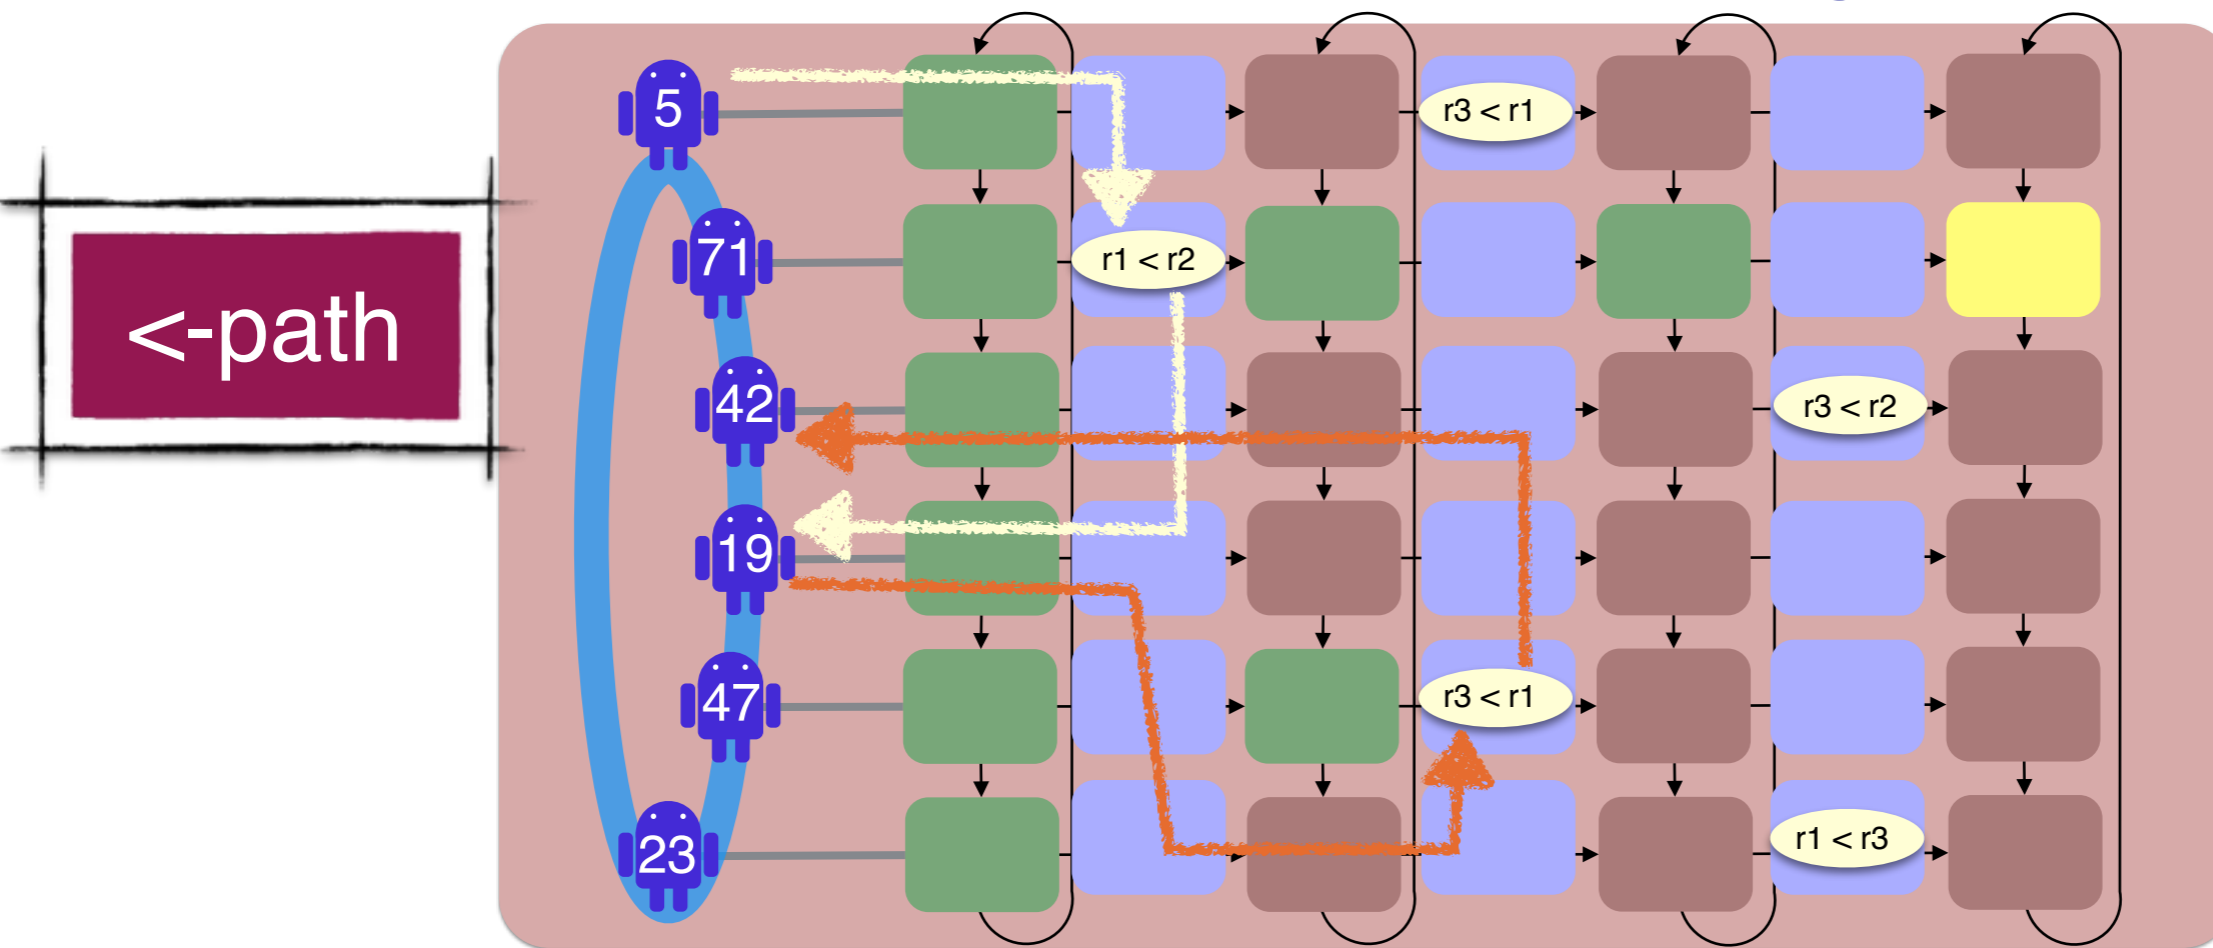 <-path
5
r3 < r1
71
r1 < r2
42
r3 < r2
19
47
r3 < r1
23
r1 < r3